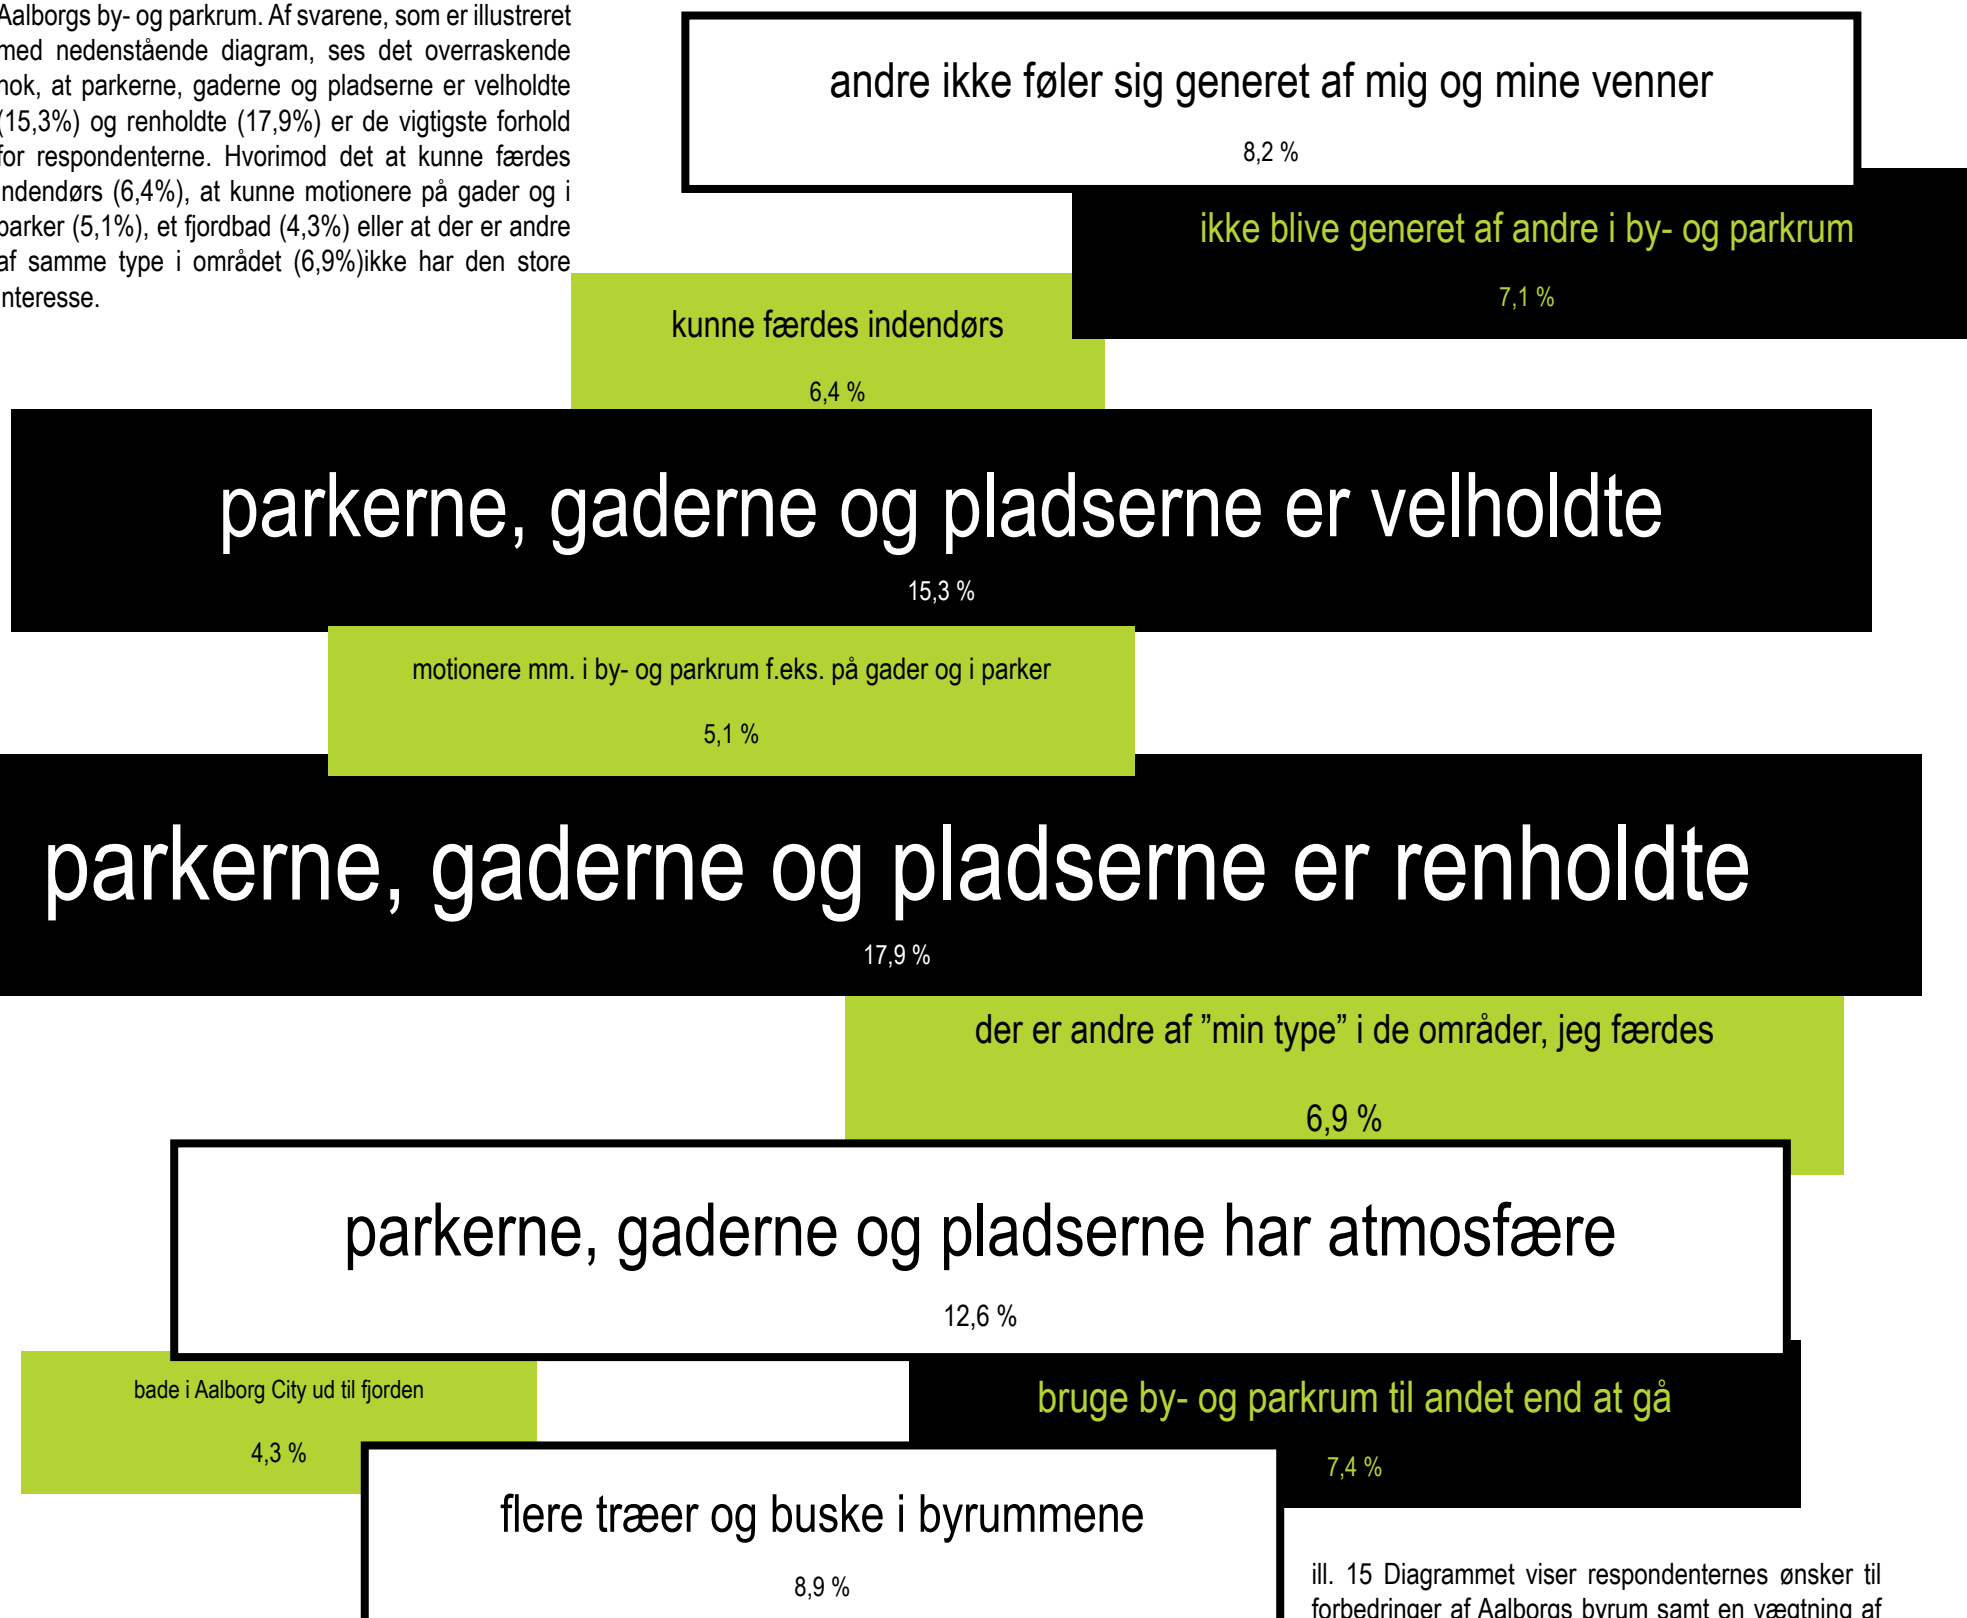 Aalborgs by- og parkrum. Af svarene, som er illustreret
med nedenstående diagram, ses det overraskende
nok, at parkerne, gaderne og pladserne er velholdte
(15,3%) og renholdte (17,9%) er de vigtigste forhold
for respondenterne. Hvorimod det at kunne færdes
indendørs (6,4%), at kunne motionere på gader og i
parker (5,1%), et fjordbad (4,3%) eller at der er andre
af samme type i området (6,9%)ikke har den store
interesse.
andre ikke føler sig generet af mig og mine venner
8,2 %
ikke blive generet af andre i by- og parkrum
7,1 %
kunne færdes indendørs
6,4 %
parkerne, gaderne og pladserne er velholdte
15,3 %
motionere mm. i by- og parkrum f.eks. på gader og i parker
5,1 %
parkerne, gaderne og pladserne er renholdte
17,9 %
der er andre af ”min type” i de områder, jeg færdes
6,9 %
parkerne, gaderne og pladserne har atmosfære
12,6 %
bade i Aalborg City ud til fjorden
4,3 %
bruge by- og parkrum til andet end at gå
7,4 %
flere træer og buske i byrummene
8,9 %
ill. 15 Diagrammet viser respondenternes ønsker til
forbedringer af Aalborgs byrum samt en vægtning af